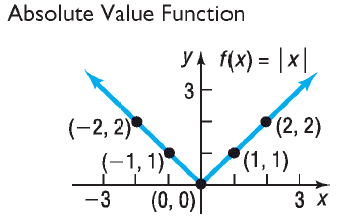 Absolute Value Function
y f(x) = |x|
3
(−2, 2) (2, 2)
(−1, 1) (1, 1)
−3 (0, 0) 3 x